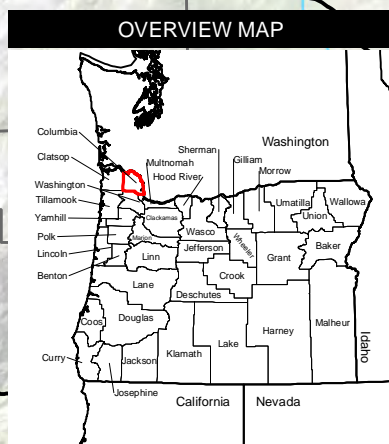 OVERVIEW MAP
Columbia
Clatsop
Washington
Tillamook
Yamhill
Polk
Lincoln
Benton
Multnomah
Hood River
Sherman
Washington
Gilliam
Morrow
Umatilla
Wallowa
Union
Clackamas
Wasco
Marion
Jefferson
Wheeler
Grant
Baker
Linn
Crook
Lane
Deschutes
Coos
Douglas
Harney
Malheur
Idaho
Curry
Jackson
Klamath
Lake
Josephine
California
Nevada